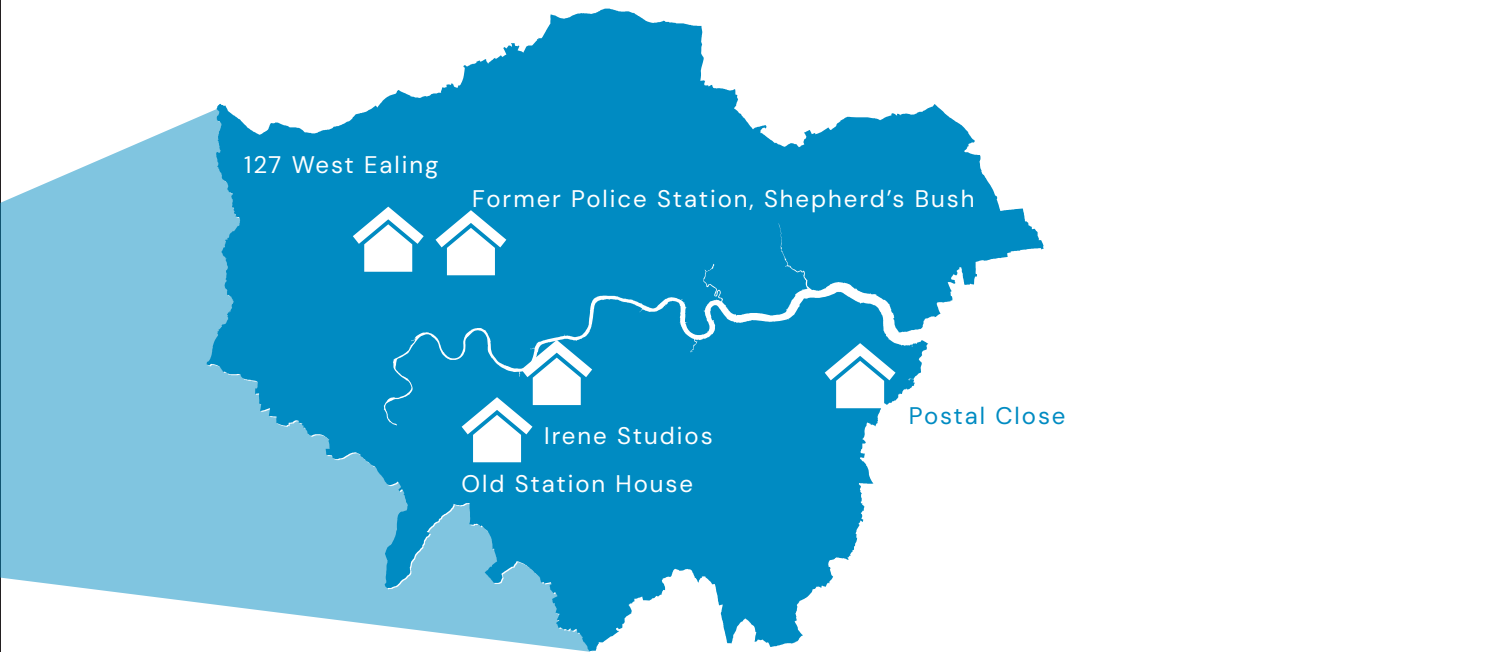 127 West Ealing
Former Police Station, Shepherd’s Bush
Postal Close
Irene Studios
Old Station House